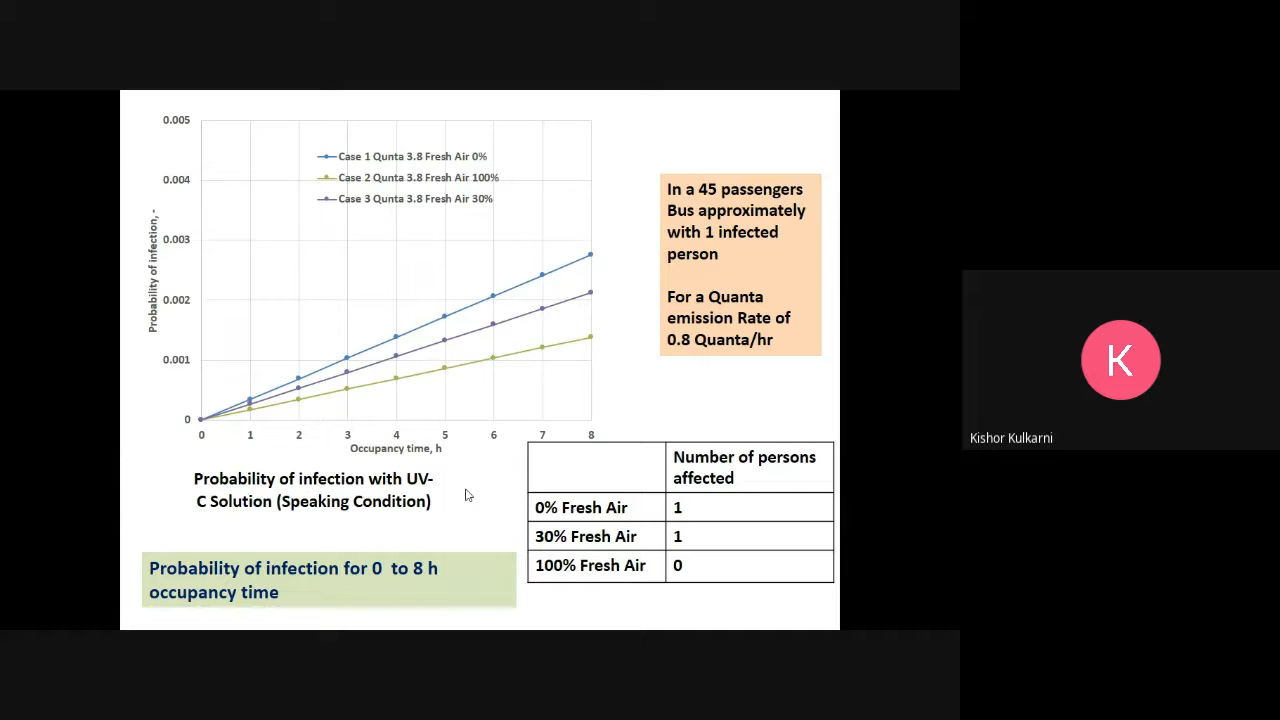 0.005
0.004
0.003
0.002
0.001
0
Probability of infection, -
Case 1 Qunta 3.8 Fresh Air 0%
Case 2 Qunta 3.8 Fresh Air 100%
Case 3 Qunta 3.8 Fresh Air 30%
0 1 2 3 4 5 6 7 8
Occupancy time, h
In a 45 passengers
Bus approximately
with 1 infected
person
For a Quanta
emission Rate of
0.8 Quanta/hr
Probability of infection with UV-
C Solution (Speaking Condition)
Number of persons
affected
0% Fresh Air 1
30% Fresh Air 1
100% Fresh Air 0
Probability of infection for 0 to 8 h
occupancy time
K
Kishor Kulkarni